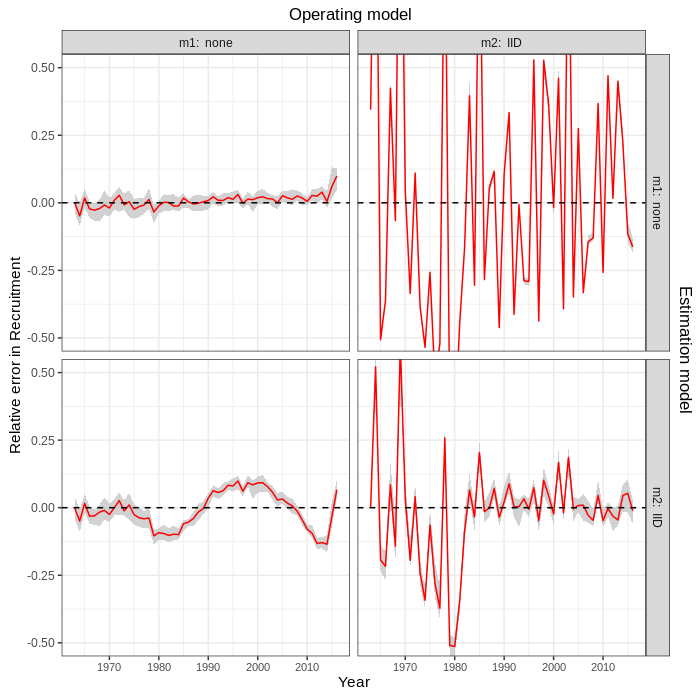 Operating model
m1: none
m2: IID
0.50
0.25
0.00
-0.25
-0.50
m1: none
0.50
0.25
0.00
-0.25
-0.50
m2: IID
Relative error in Recruitment
Estimation model
1970
1980
1990
2000
2010
1970
1980
1990
2000
2010
Year